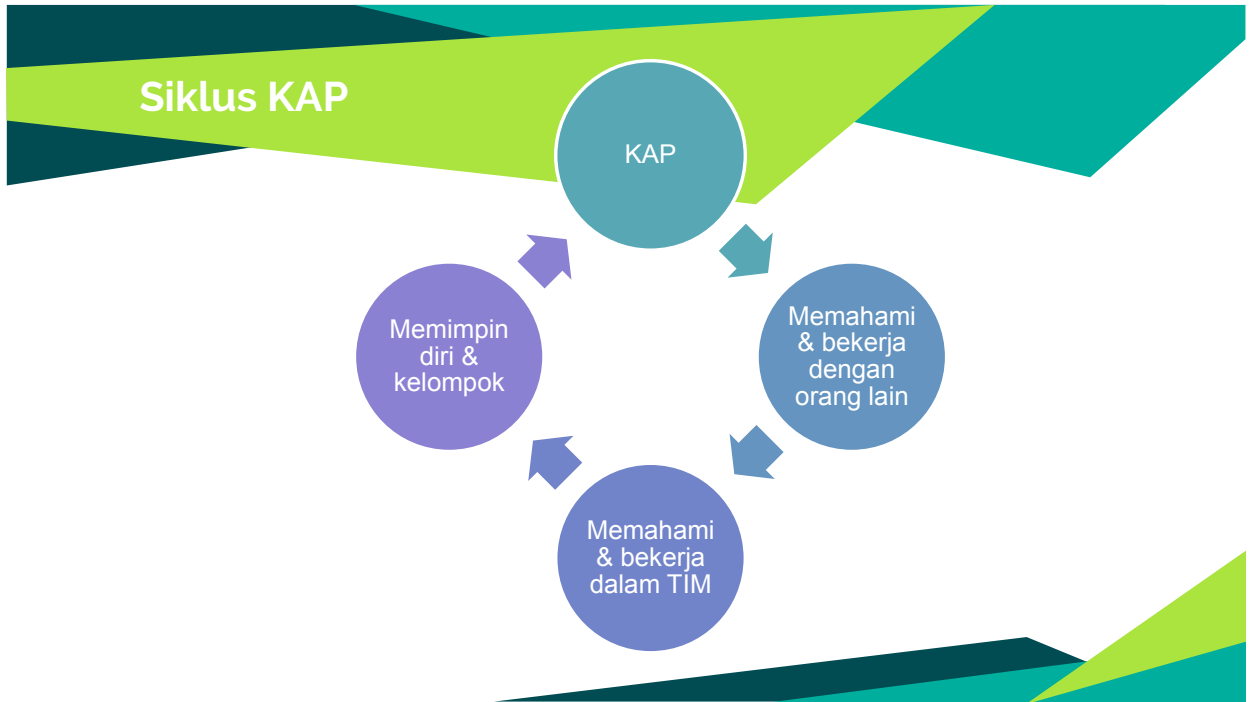 Siklus KAP
KAP
Memahami
& bekerja
dengan
orang lain
Memahami
& bekerja
dalam TIM
Memimpin
diri &
kelompok